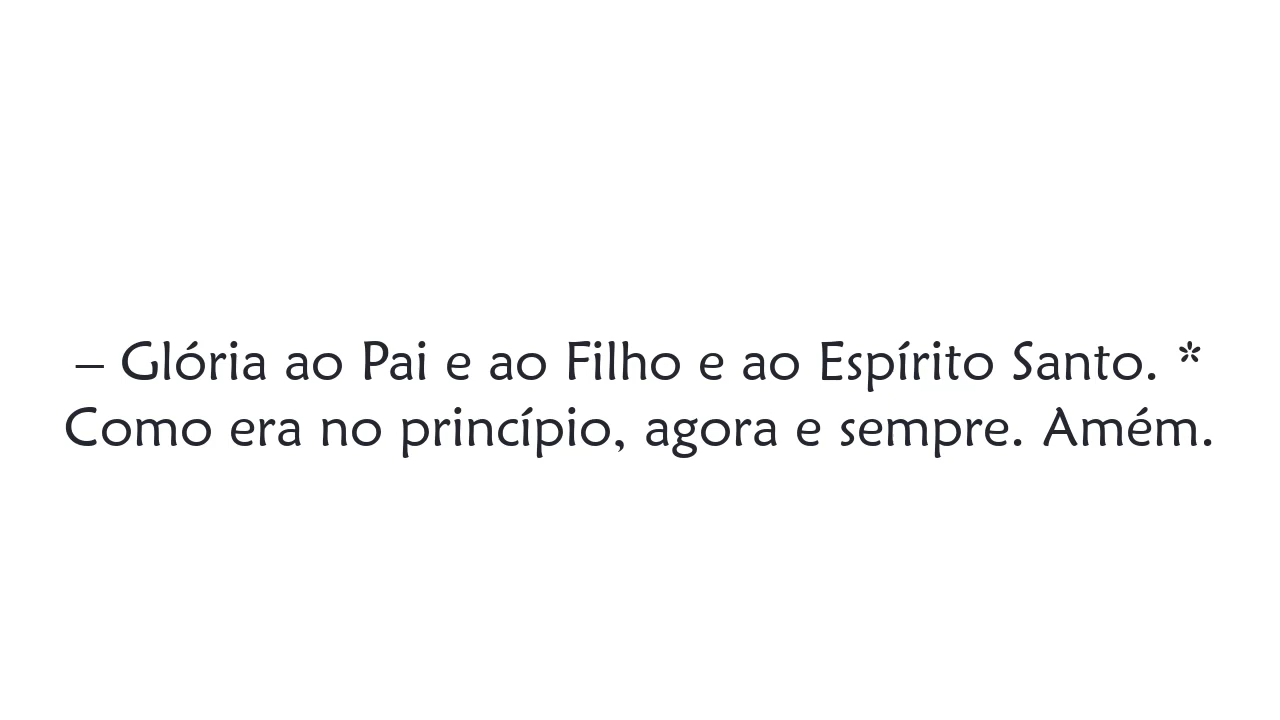 – Glória ao Pai e ao Filho e ao Espírito Santo. *
Como era no princípio, agora e sempre. Amém.